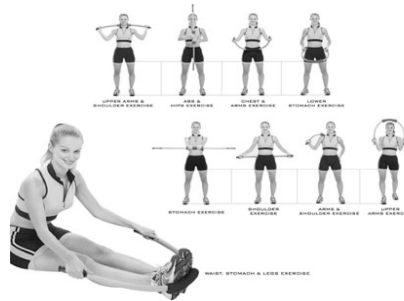 UPPER ARMS &
SHOULDER EXERCISE
ABS &
HIPS EXERCISE
CHEST &
ARMS EXERCISE
LOWER
STOMACH EXERCISE
STOMACH EXERCISE
SHOULDER
EXERCISE
ARMS &
SHOULDER EXERCISE
UPPER
ARMS EXERC
WAIST, STOMACH & LEGS EXERCISE